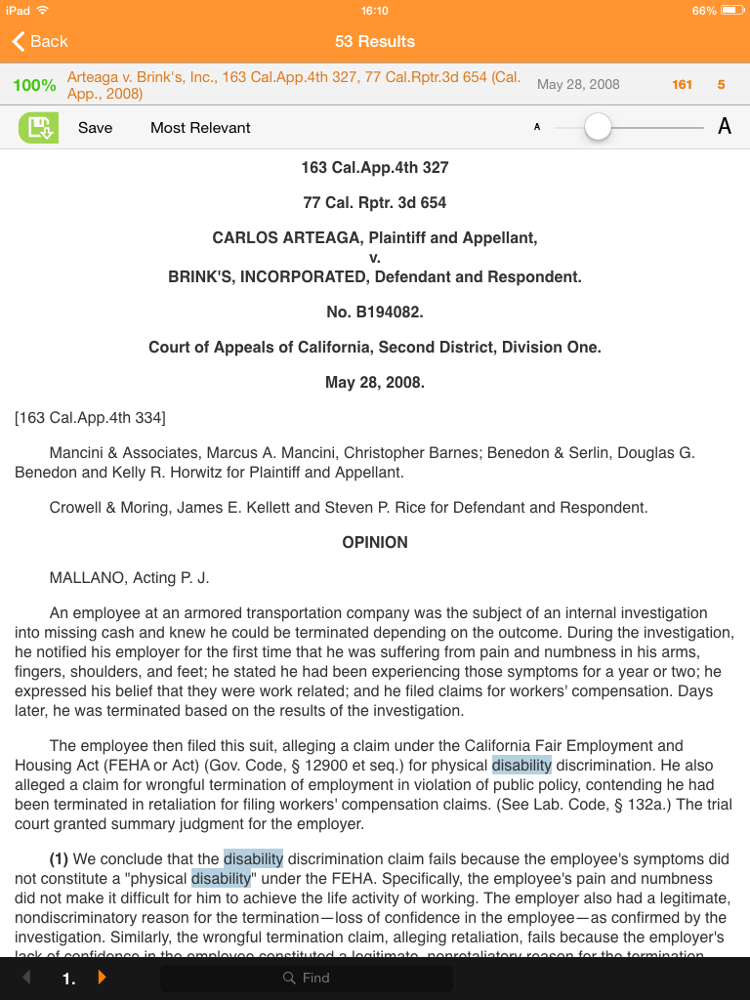 iPad 16:10 66%
Back 53 Results
100% Arteaga v. Brink's, Inc., 163 Cal.App.4th 327, 77 Cal.Rptr.3d 654 (Cal. May 28, 2008 161 5
App., 2008)
Save Most Relevant A A
163 Cal.App.4th 327
77 Cal. Rptr. 3d 654
CARLOS ARTEAGA, Plaintiff and Appellant,
v.
BRINK'S, INCORPORATED, Defendant and Respondent.
No. B194082.
Court of Appeals of California, Second District, Division One.
May 28, 2008.
[163 Cal.App.4th 334]
Mancini & Associates, Marcus A. Mancini, Christopher Barnes; Benedon & Serlin, Douglas G.
Benedon and Kelly R. Horwitz for Plaintiff and Appellant.
Crowell & Moring, James E. Kellett and Steven P. Rice for Defendant and Respondent.
OPINION
MALLANO, Acting P. J.
An employee at an armored transportation company was the subject of an internal investigation
into missing cash and knew he could be terminated depending on the outcome. During the investigation,
he notified his employer for the first time that he was suffering from pain and numbness in his arms,
fingers, shoulders, and feet; he stated he had been experiencing those symptoms for a year or two; he
expressed his belief that they were work related; and he filed claims for workers' compensation. Days
later, he was terminated based on the results of the investigation.
The employee then filed this suit, alleging a claim under the California Fair Employment and
Housing Act (FEHA or Act) (Gov. Code, § 12900 et seq.) for physical disability discrimination. He also
alleged a claim for wrongful termination of employment in violation of public policy, contending he had
been terminated in retaliation for filing workers' compensation claims. (See Lab. Code, § 132a.) The trial
court granted summary judgment for the employer.
(1) We conclude that the disability discrimination claim fails because the employee's symptoms did
not constitute a "physical disability" under the FEHA. Specifically, the employee's pain and numbness
did not make it difficult for him to achieve the life activity of working. The employer also had a legitimate,
nondiscriminatory reason for the termination—loss of confidence in the employee—as confirmed by the
investigation. Similarly, the wrongful termination claim, alleging retaliation, fails because the employer's
lack of confidence in the employee constituted a legitimate, nonretaliatory reason for the termination
1. Find